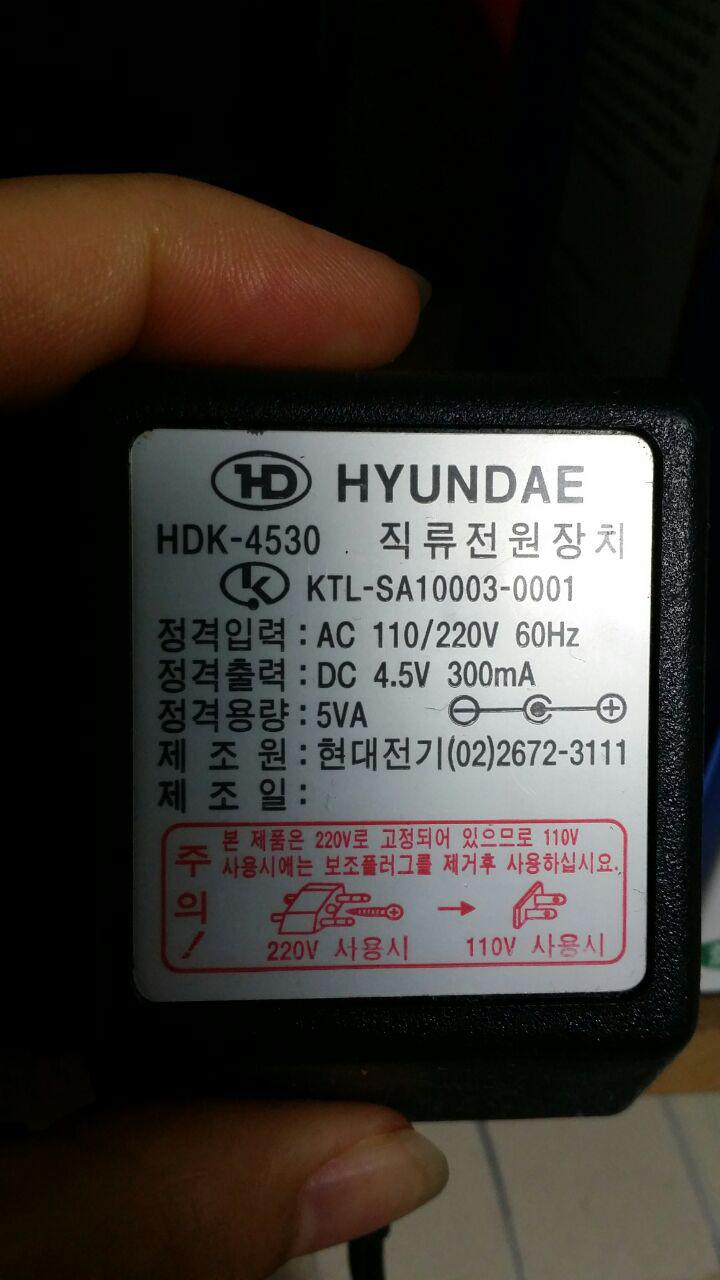 HD HYUNDAE
HDK-4530 직류전원장치
K KTL-SA10003-0001
정격입력 : AC 110/220V 60Hz
정격출력 : DC 4.5V 300mA
정격용량 : 5VA ⊖ ⊕
제 조 원 : 현대전기(02)2672-3111
제 조 일 :
주의!
본 제품은 220V로 고정되어 있으므로 110V
사용시에는 보조플러그를 제거후 사용하십시요.
220V 사용시 110V 사용시